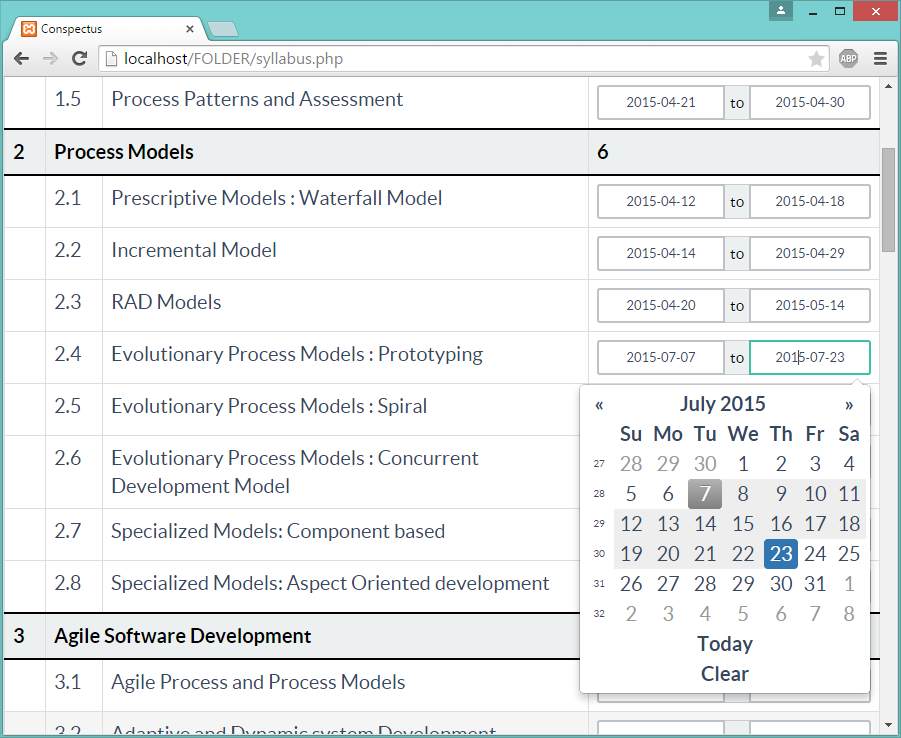 Conspectus
localhost/FOLDER/syllabus.php
ABP
1.5 Process Patterns and Assessment 2015-04-21 to 2015-04-30
2 Process Models 6
2.1 Prescriptive Models : Waterfall Model 2015-04-12 to 2015-04-18
2.2 Incremental Model 2015-04-14 to 2015-04-29
2.3 RAD Models 2015-04-20 to 2015-05-14
2.4 Evolutionary Process Models : Prototyping 2015-07-07 to 2015-07-23
2.5 Evolutionary Process Models : Spiral
2.6 Evolutionary Process Models : Concurrent
Development Model
2.7 Specialized Models: Component based
2.8 Specialized Models: Aspect Oriented development
3 Agile Software Development
3.1 Agile Process and Process Models
3.2 Adaptive and Dynamic system Development
« July 2015 »
Su Mo Tu We Th Fr Sa
27 28 29 30 1 2 3 4
28 5 6 7 8 9 10 11
29 12 13 14 15 16 17 18
30 19 20 21 22 23 24 25
31 26 27 28 29 30 31 1
32 2 3 4 5 6 7 8
Today
Clear